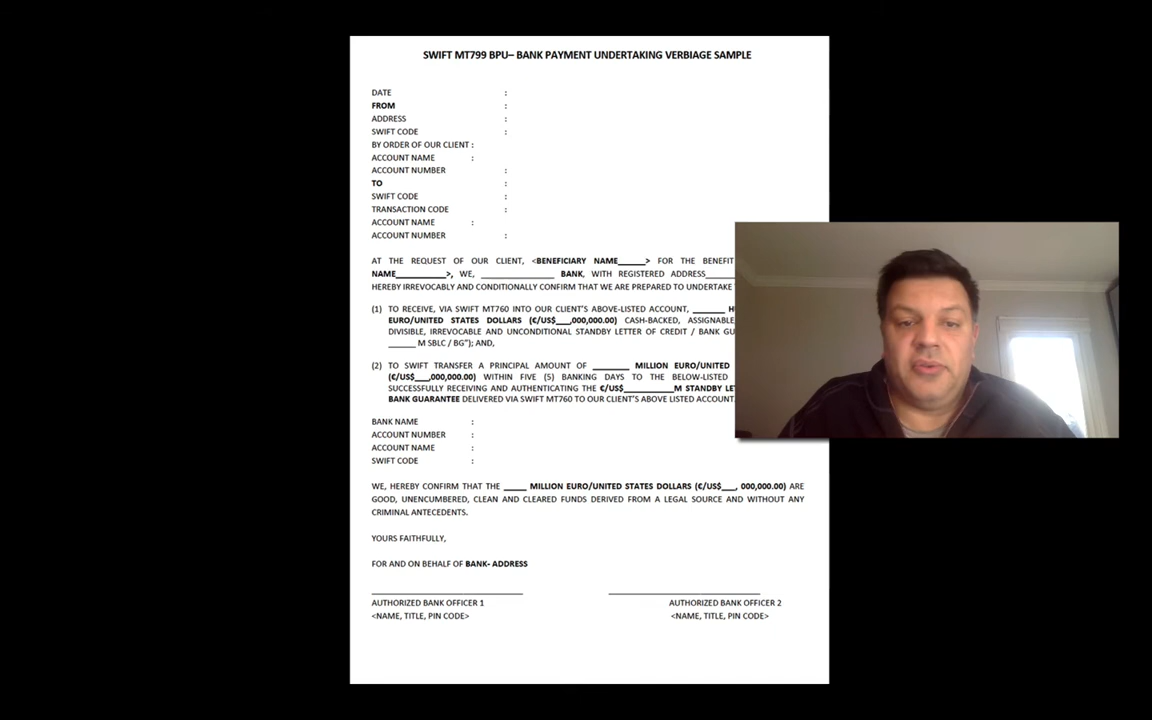 SWIFT MT799 BPU– BANK PAYMENT UNDERTAKING VERBIAGE SAMPLE
DATE :
FROM :
ADDRESS :
SWIFT CODE :
BY ORDER OF OUR CLIENT :
ACCOUNT NAME :
ACCOUNT NUMBER :
TO :
SWIFT CODE :
TRANSACTION CODE :
ACCOUNT NAME :
ACCOUNT NUMBER :
AT THE REQUEST OF OUR CLIENT, <BENEFICIARY NAME______> FOR THE BENEFIT
NAME___________>, WE, _________________ BANK, WITH REGISTERED ADDRESS_______
HEREBY IRREVOCABLY AND CONDITIONALLY CONFIRM THAT WE ARE PREPARED TO UNDERTAKE
(1) TO RECEIVE, VIA SWIFT MT760 INTO OUR CLIENT'S ABOVE-LISTED ACCOUNT, ______
EURO/UNITED STATES DOLLARS (€/US$___,000,000.00) CASH-BACKED, ASSIGNABLE,
DIVISIBLE, IRREVOCABLE AND UNCONDITIONAL STANDBY LETTER OF CREDIT / BANK
______ M SBLC / BG"); AND,
(2) TO SWIFT TRANSFER A PRINCIPAL AMOUNT OF ________ MILLION EURO/UNITED
(€/US$___,000,000.00) WITHIN FIVE (5) BANKING DAYS TO THE BELOW-LISTED
SUCCESSFULLY RECEIVING AND AUTHENTICATING THE €/US$___________M STANDBY
BANK GUARANTEE DELIVERED VIA SWIFT MT760 TO OUR CLIENT'S ABOVE LISTED ACCOUNT.
BANK NAME :
ACCOUNT NUMBER :
ACCOUNT NAME :
SWIFT CODE :
WE, HEREBY CONFIRM THAT THE _____ MILLION EURO/UNITED STATES DOLLARS (€/US$___, 000,000.00) ARE
GOOD, UNENCUMBERED, CLEAN AND CLEARED FUNDS DERIVED FROM A LEGAL SOURCE AND WITHOUT ANY
CRIMINAL ANTECEDENTS.
YOURS FAITHFULLY,
FOR AND ON BEHALF OF BANK- ADDRESS
AUTHORIZED BANK OFFICER 1 AUTHORIZED BANK OFFICER 2
<NAME, TITLE, PIN CODE> <NAME, TITLE, PIN CODE>